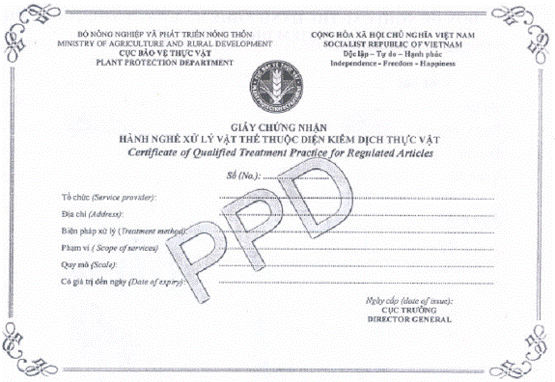 BỘ NÔNG NGHIỆP VÀ PHÁT TRIỂN NÔNG THÔN
MINISTRY OF AGRICULTURE AND RURAL DEVELOPMENT
CỤC BẢO VỆ THỰC VẬT
PLANT PROTECTION DEPARTMENT
CỘNG HÒA XÃ HỘI CHỦ NGHĨA VIỆT NAM
SOCIALIST REPUBLIC OF VIETNAM
Độc lập - Tự do - Hạnh phúc
Independence - Freedom - Happiness
GIẤY CHỨNG NHẬN
HÀNH NGHỀ XỬ LÝ VẬT THỂ THUỘC DIỆN KIỂM DỊCH THỰC VẬT
Certificate of Qualified Treatment Practice for Regulated Articles
Số (No.):
Tổ chức (Service provider):
Địa chỉ (Address):
Biện pháp xử lý (Treatment method):
Phạm vi ( Scope of services)
Quy mô (Scale):
Có giá trị đến ngày (Date of expiry):
PPD
Ngày cấp (date of issue):
CỤC TRƯỞNG
DIRECTOR GENERAL